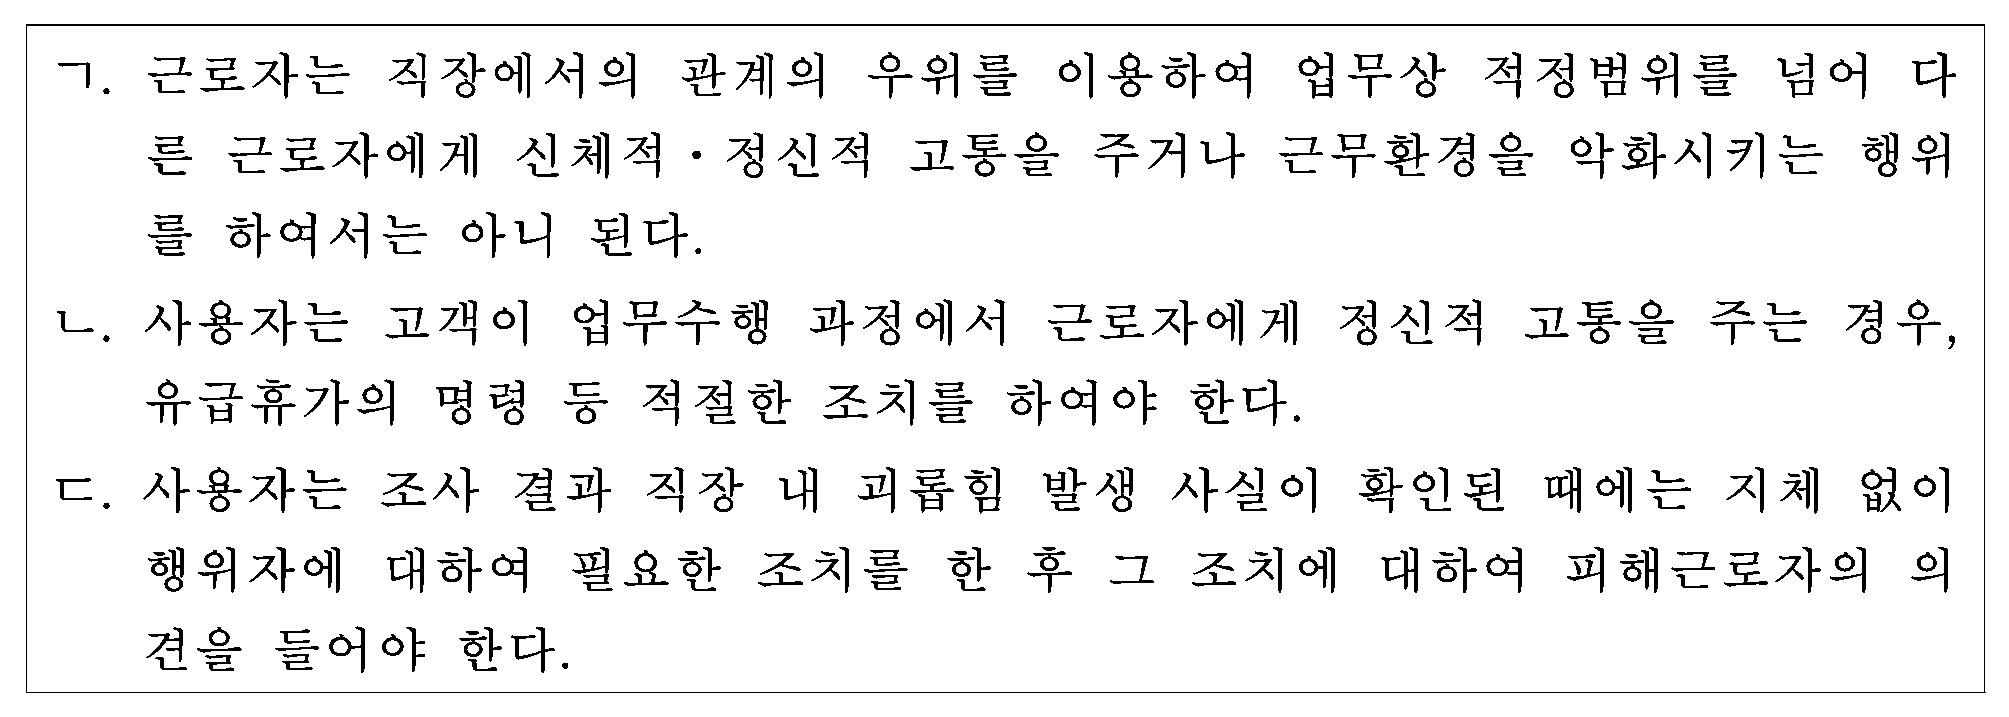 ㄱ. 근로자는 직장에서의 관계의 우위를 이용하여 업무상 적정범위를 넘어 다
른 근로자에게 신체적·정신적 고통을 주거나 근무환경을 악화시키는 행위
를 하여서는 아니 된다.
ㄴ. 사용자는 고객이 업무수행 과정에서 근로자에게 정신적 고통을 주는 경우,
유급휴가의 명령 등 적절한 조치를 하여야 한다.
ㄷ. 사용자는 조사 결과 직장 내 괴롭힘 발생 사실이 확인된 때에는 지체 없이
행위자에 대하여 필요한 조치를 한 후 그 조치에 대하여 피해근로자의 의
견을 들어야 한다.